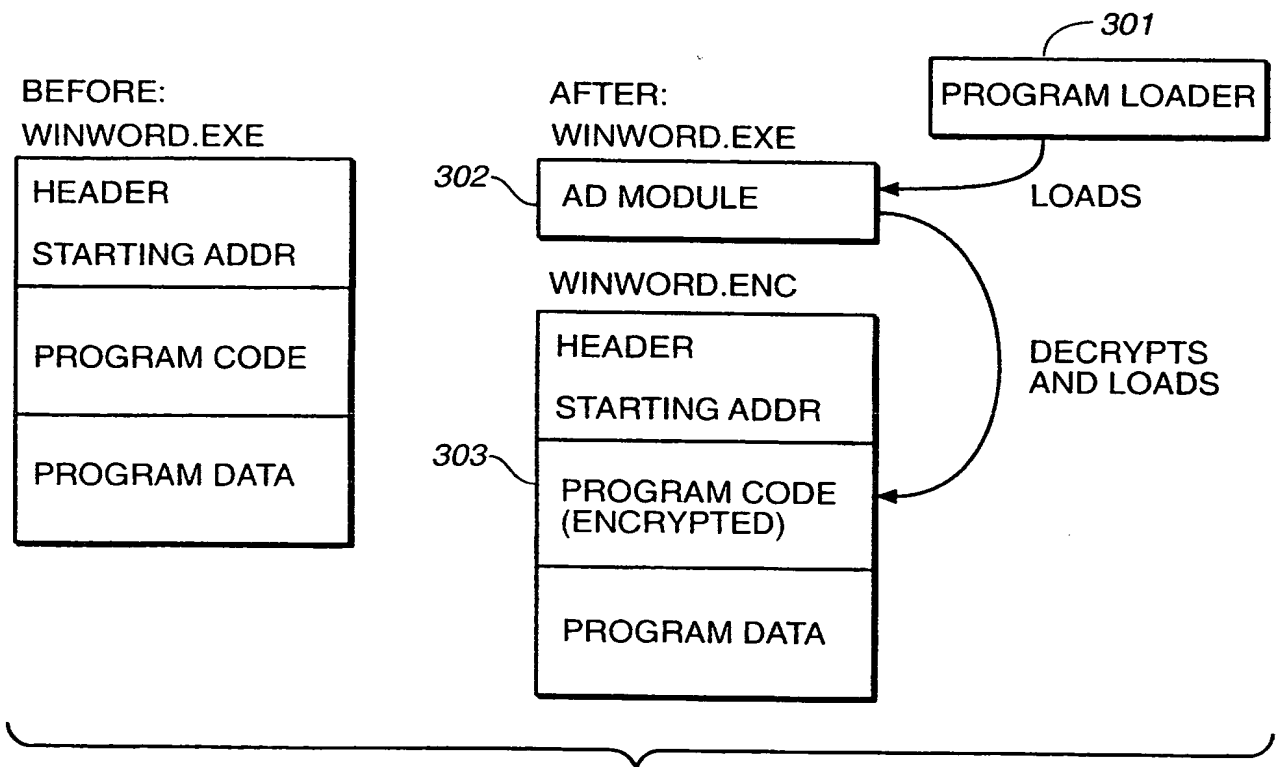 BEFORE:
WINWORD.EXE
HEADER
STARTING ADDR
PROGRAM CODE
PROGRAM DATA
AFTER:
WINWORD.EXE
302
AD MODULE
301
PROGRAM LOADER
LOADS
WINWORD.ENC
HEADER
STARTING ADDR
303
PROGRAM CODE
(ENCRYPTED)
PROGRAM DATA
DECRYPTS
AND LOADS